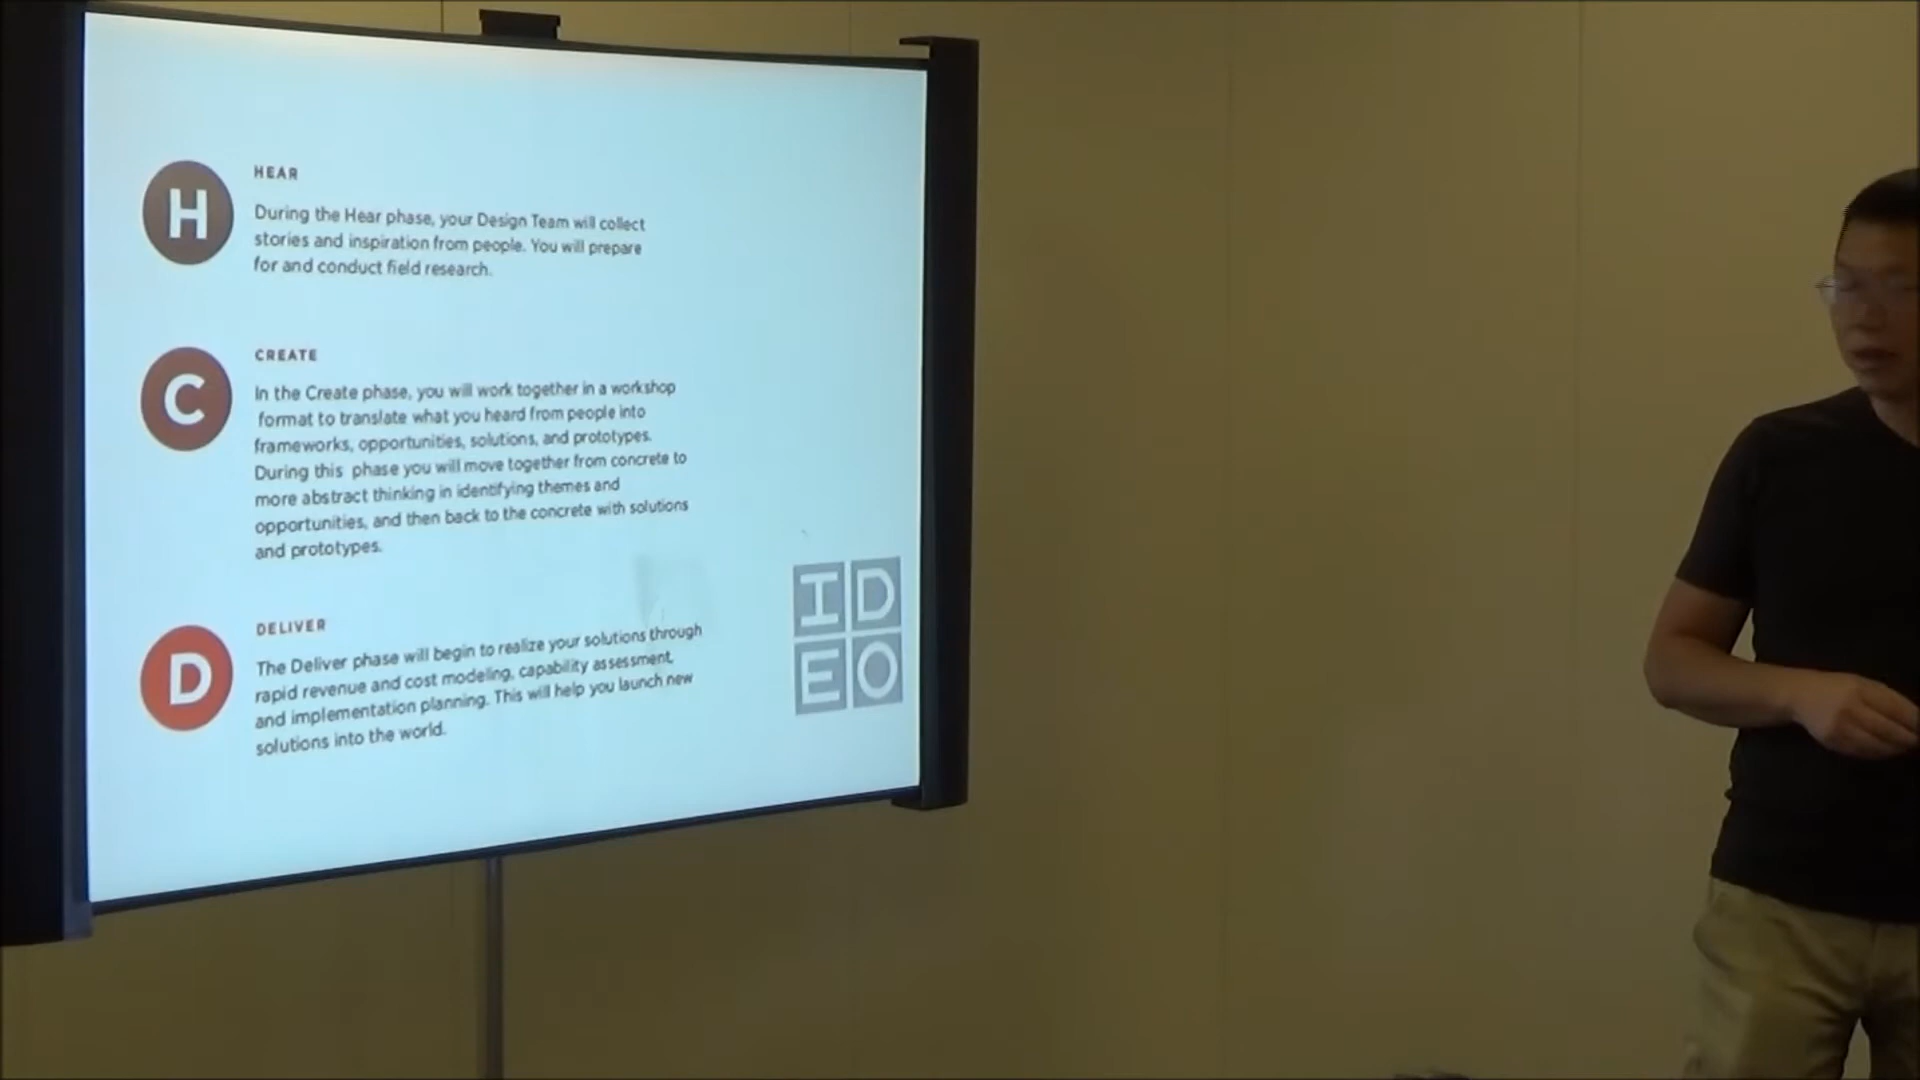 H
HEAR
During the Hear phase, your Design Team will collect
stories and inspiration from people. You will prepare
for and conduct field research.
C
CREATE
In the Create phase, you will work together in a workshop
format to translate what you heard from people into
frameworks, opportunities, solutions, and prototypes.
During this phase you will move together from concrete to
more abstract thinking in identifying themes and
opportunities, and then back to the concrete with solutions
and prototypes.
D
DELIVER
The Deliver phase will begin to realize your solutions through
rapid revenue and cost modeling, capability assessment,
and implementation planning. This will help you launch new
solutions into the world.
ID
EO